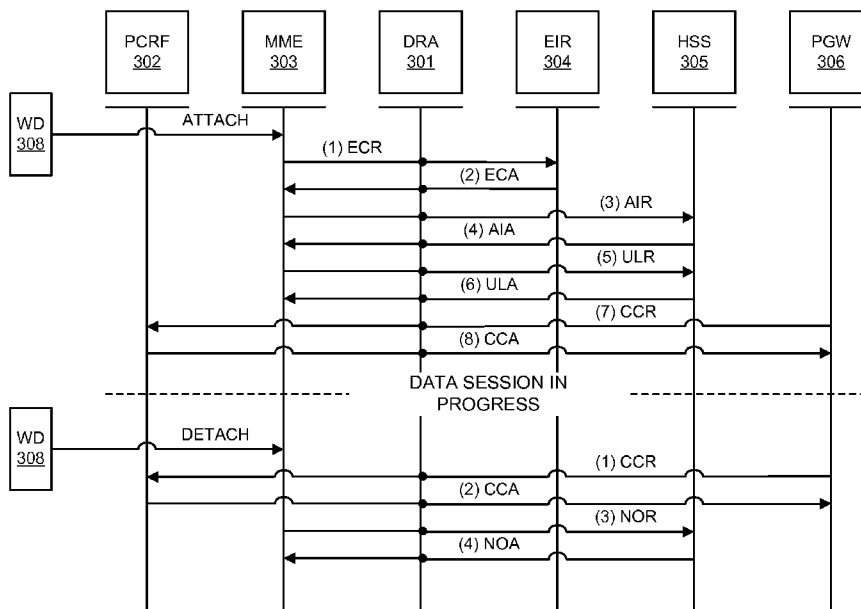 PCRF
302
MME
303
DRA
301
EIR
304
HSS
305
PGW
306
WD
308
ATTACH
(1) ECR
(2) ECA
(3) AIR
(4) AIA
(5) ULR
(6) ULA
(7) CCR
(8) CCA
DATA SESSION IN
PROGRESS
WD
308
DETACH
(1) CCR
(2) CCA
(3) NOR
(4) NOA